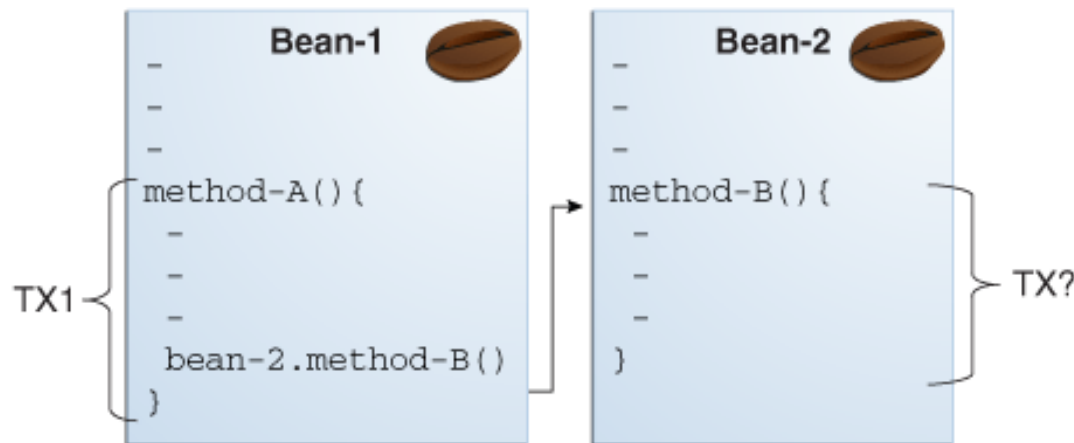 Bean-1
-
-
-
method-A(){
-
-
-
bean-2.method-B()
}
TX1
Bean-2
-
-
-
method-B(){
-
-
-
}
TX?